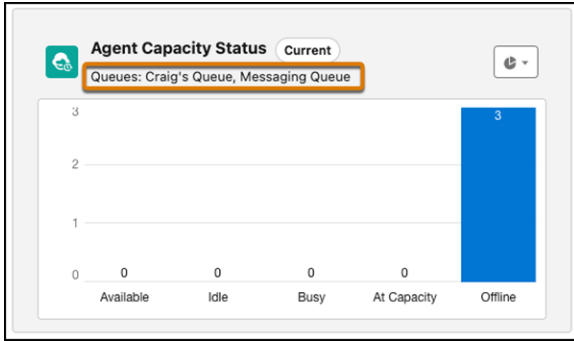 Agent Capacity Status Current
Queues: Craig's Queue, Messaging Queue
3
3
2
1
0
0 0 0 0
Available Idle Busy At Capacity Offline